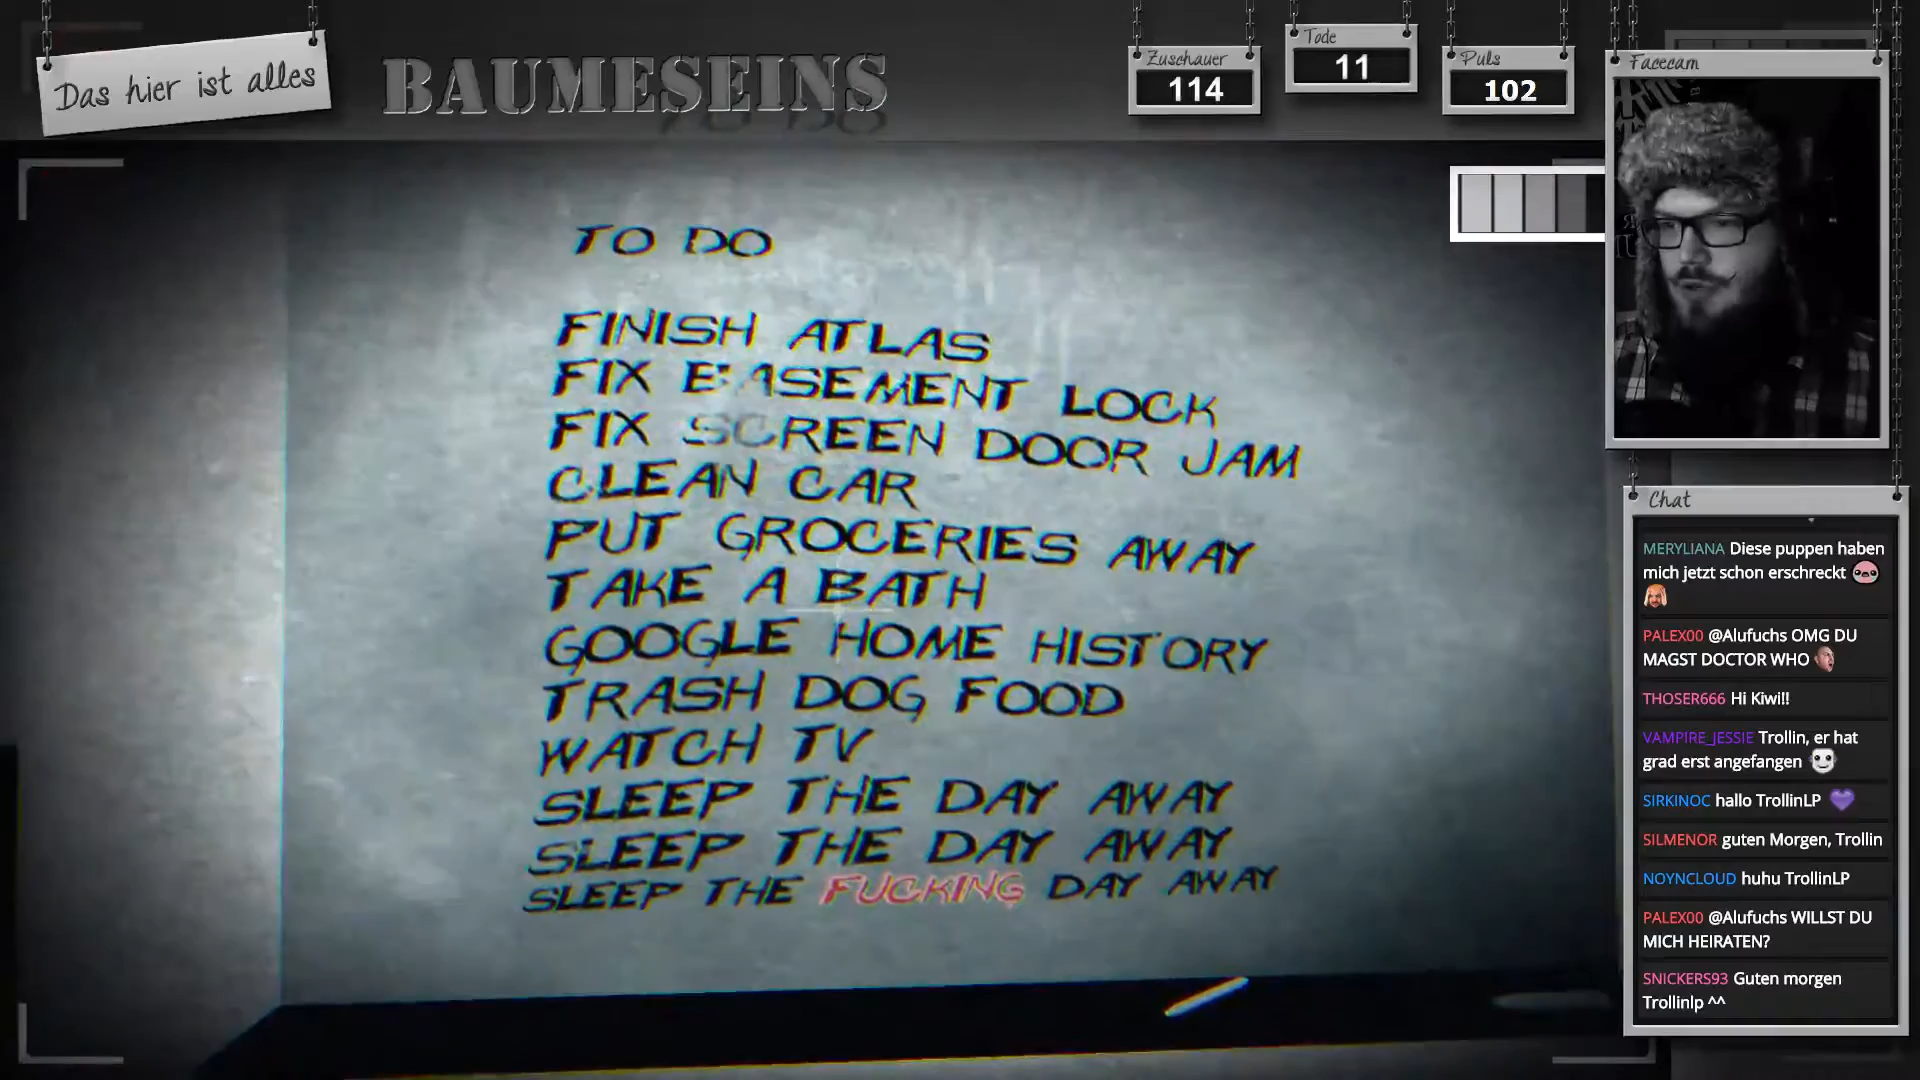 Das hier ist alles
BAUMESEINS
Zuschauer
114
Tode
11
Puls
102
Facecam
TO DO
FINISH ATLAS
FIX BASEMENT LOCK
FIX SCREEN DOOR JAM
CLEAN CAR
PUT GROCERIES AWAY
TAKE A BATH
GOOGLE HOME HISTORY
TRASH DOG FOOD
WATCH TV
SLEEP THE DAY AWAY
SLEEP THE DAY AWAY
SLEEP THE FUCKING DAY AWAY
Chat
MERYLIANA Diese puppen haben
mich jetzt schon erschreckt
PALEX00 @Alufuchs OMG DU
MAGST DOCTOR WHO
THOSER666 Hi Kiwi!!
VAMPIRE_JESSIE Trollin, er hat
grad erst angefangen
SIRKINOC hallo TrollinLP
SILMENOR guten Morgen, Trollin
NOYNCLOUD huhu TrollinLP
PALEX00 @Alufuchs WILLST DU
MICH HEIRATEN?
SNICKERS93 Guten morgen
Trollinlp ^^